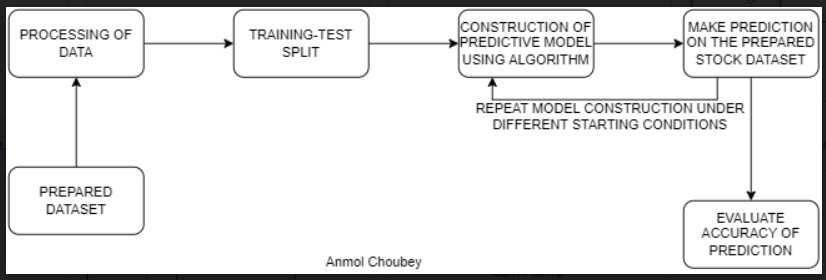 PROCESSING OF
DATA
TRAINING-TEST
SPLIT
CONSTRUCTION OF
PREDICTIVE MODEL
USING ALGORITHM
MAKE PREDICTION
ON THE PREPARED
STOCK DATASET
REPEAT MODEL CONSTRUCTION UNDER
DIFFERENT STARTING CONDITIONS
PREPARED
DATASET
EVALUATE
ACCURACY OF
PREDICTION
Anmol Choubey